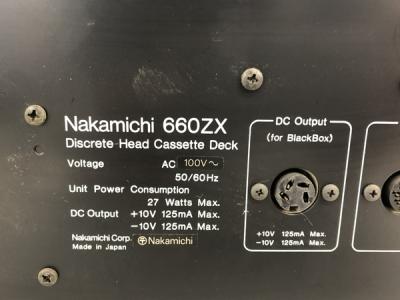 Nakamichi 660ZX
Discrete Head Cassette Deck
Voltage AC 100V~
50/60Hz
Unit Power Consumption
27 Watts Max.
DC Output +10V 125mA Max.
-10V 125mA Max.
Nakamichi Corp. Nakamichi
Made in Japan
DC Output
(for BlackBox)
+10V 125mA Max.
-10V 125mA Max.